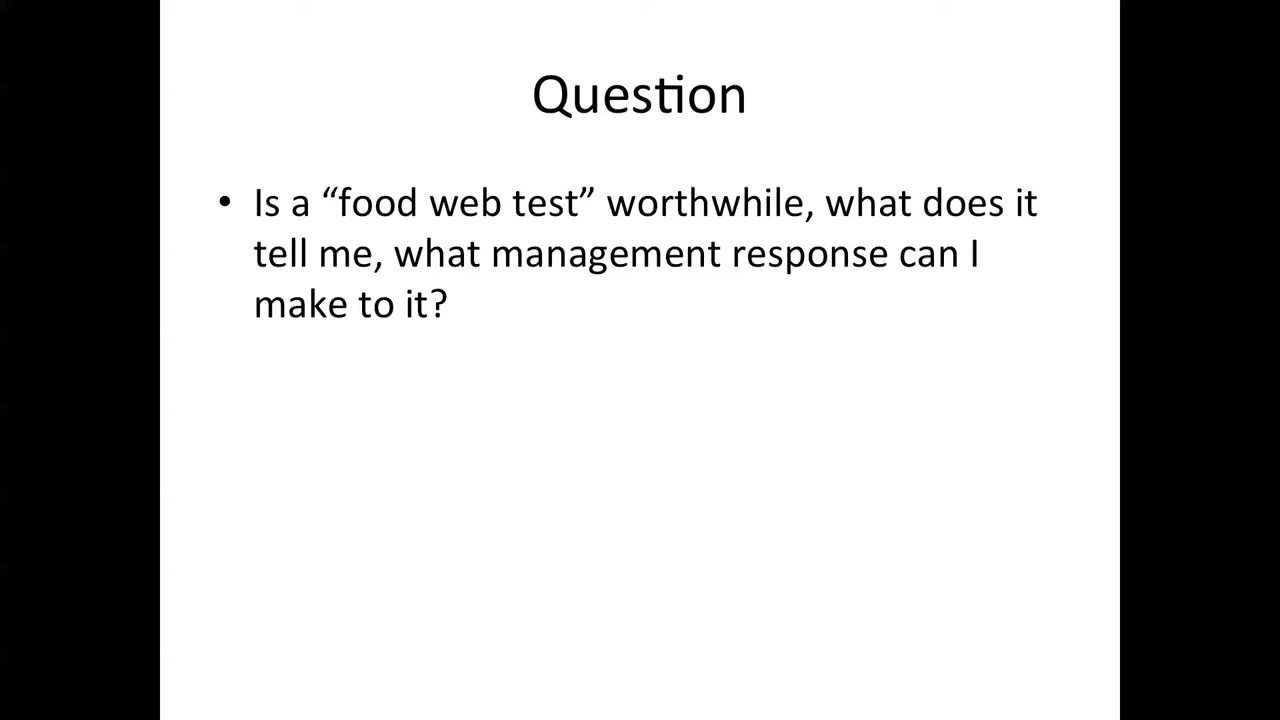 Question
• Is a “food web test” worthwhile, what does it
tell me, what management response can I
make to it?